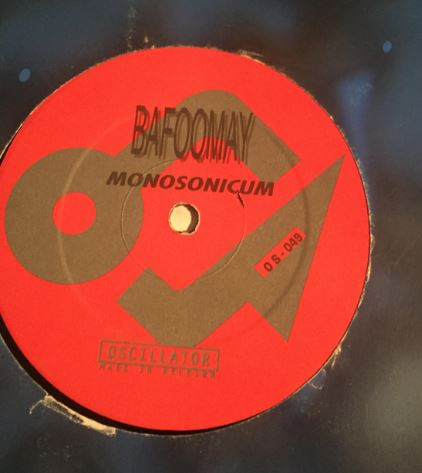 BAFOOMAY
MONOSONICUM
OS-049
OSCILLATOR
MADE IN BELGIUM